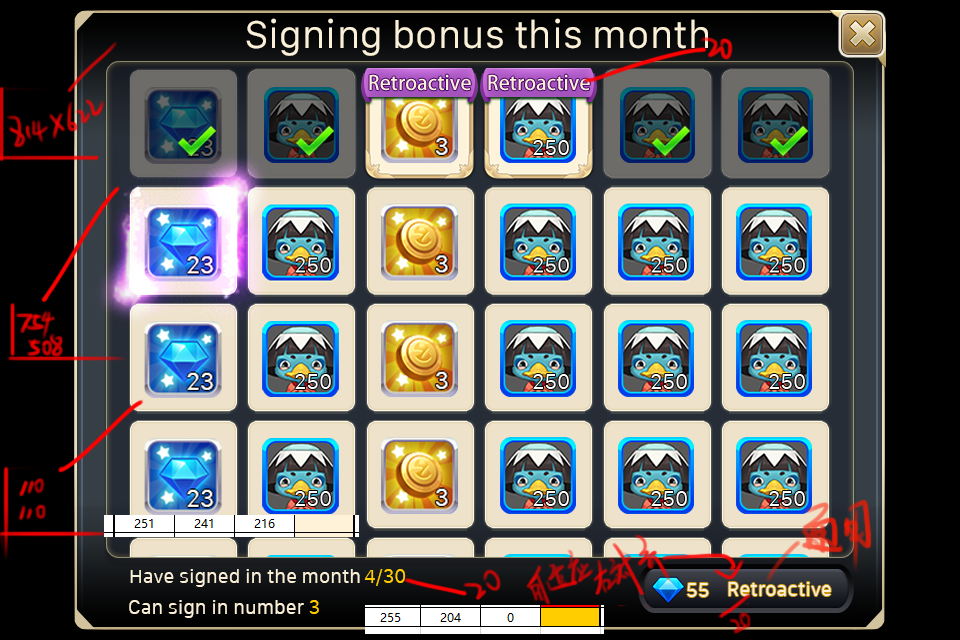 Signing bonus this month
20
Retroactive Retroactive
814×622
23 3 250
23 250 3 250 250 250
754
508
23 250 3 250 250 250
110
110
23 250 3 250 250 250
251 241 216
Have signed in the month 4/30
20
55 Retroactive
Can sign in number 3
20
255 204 0